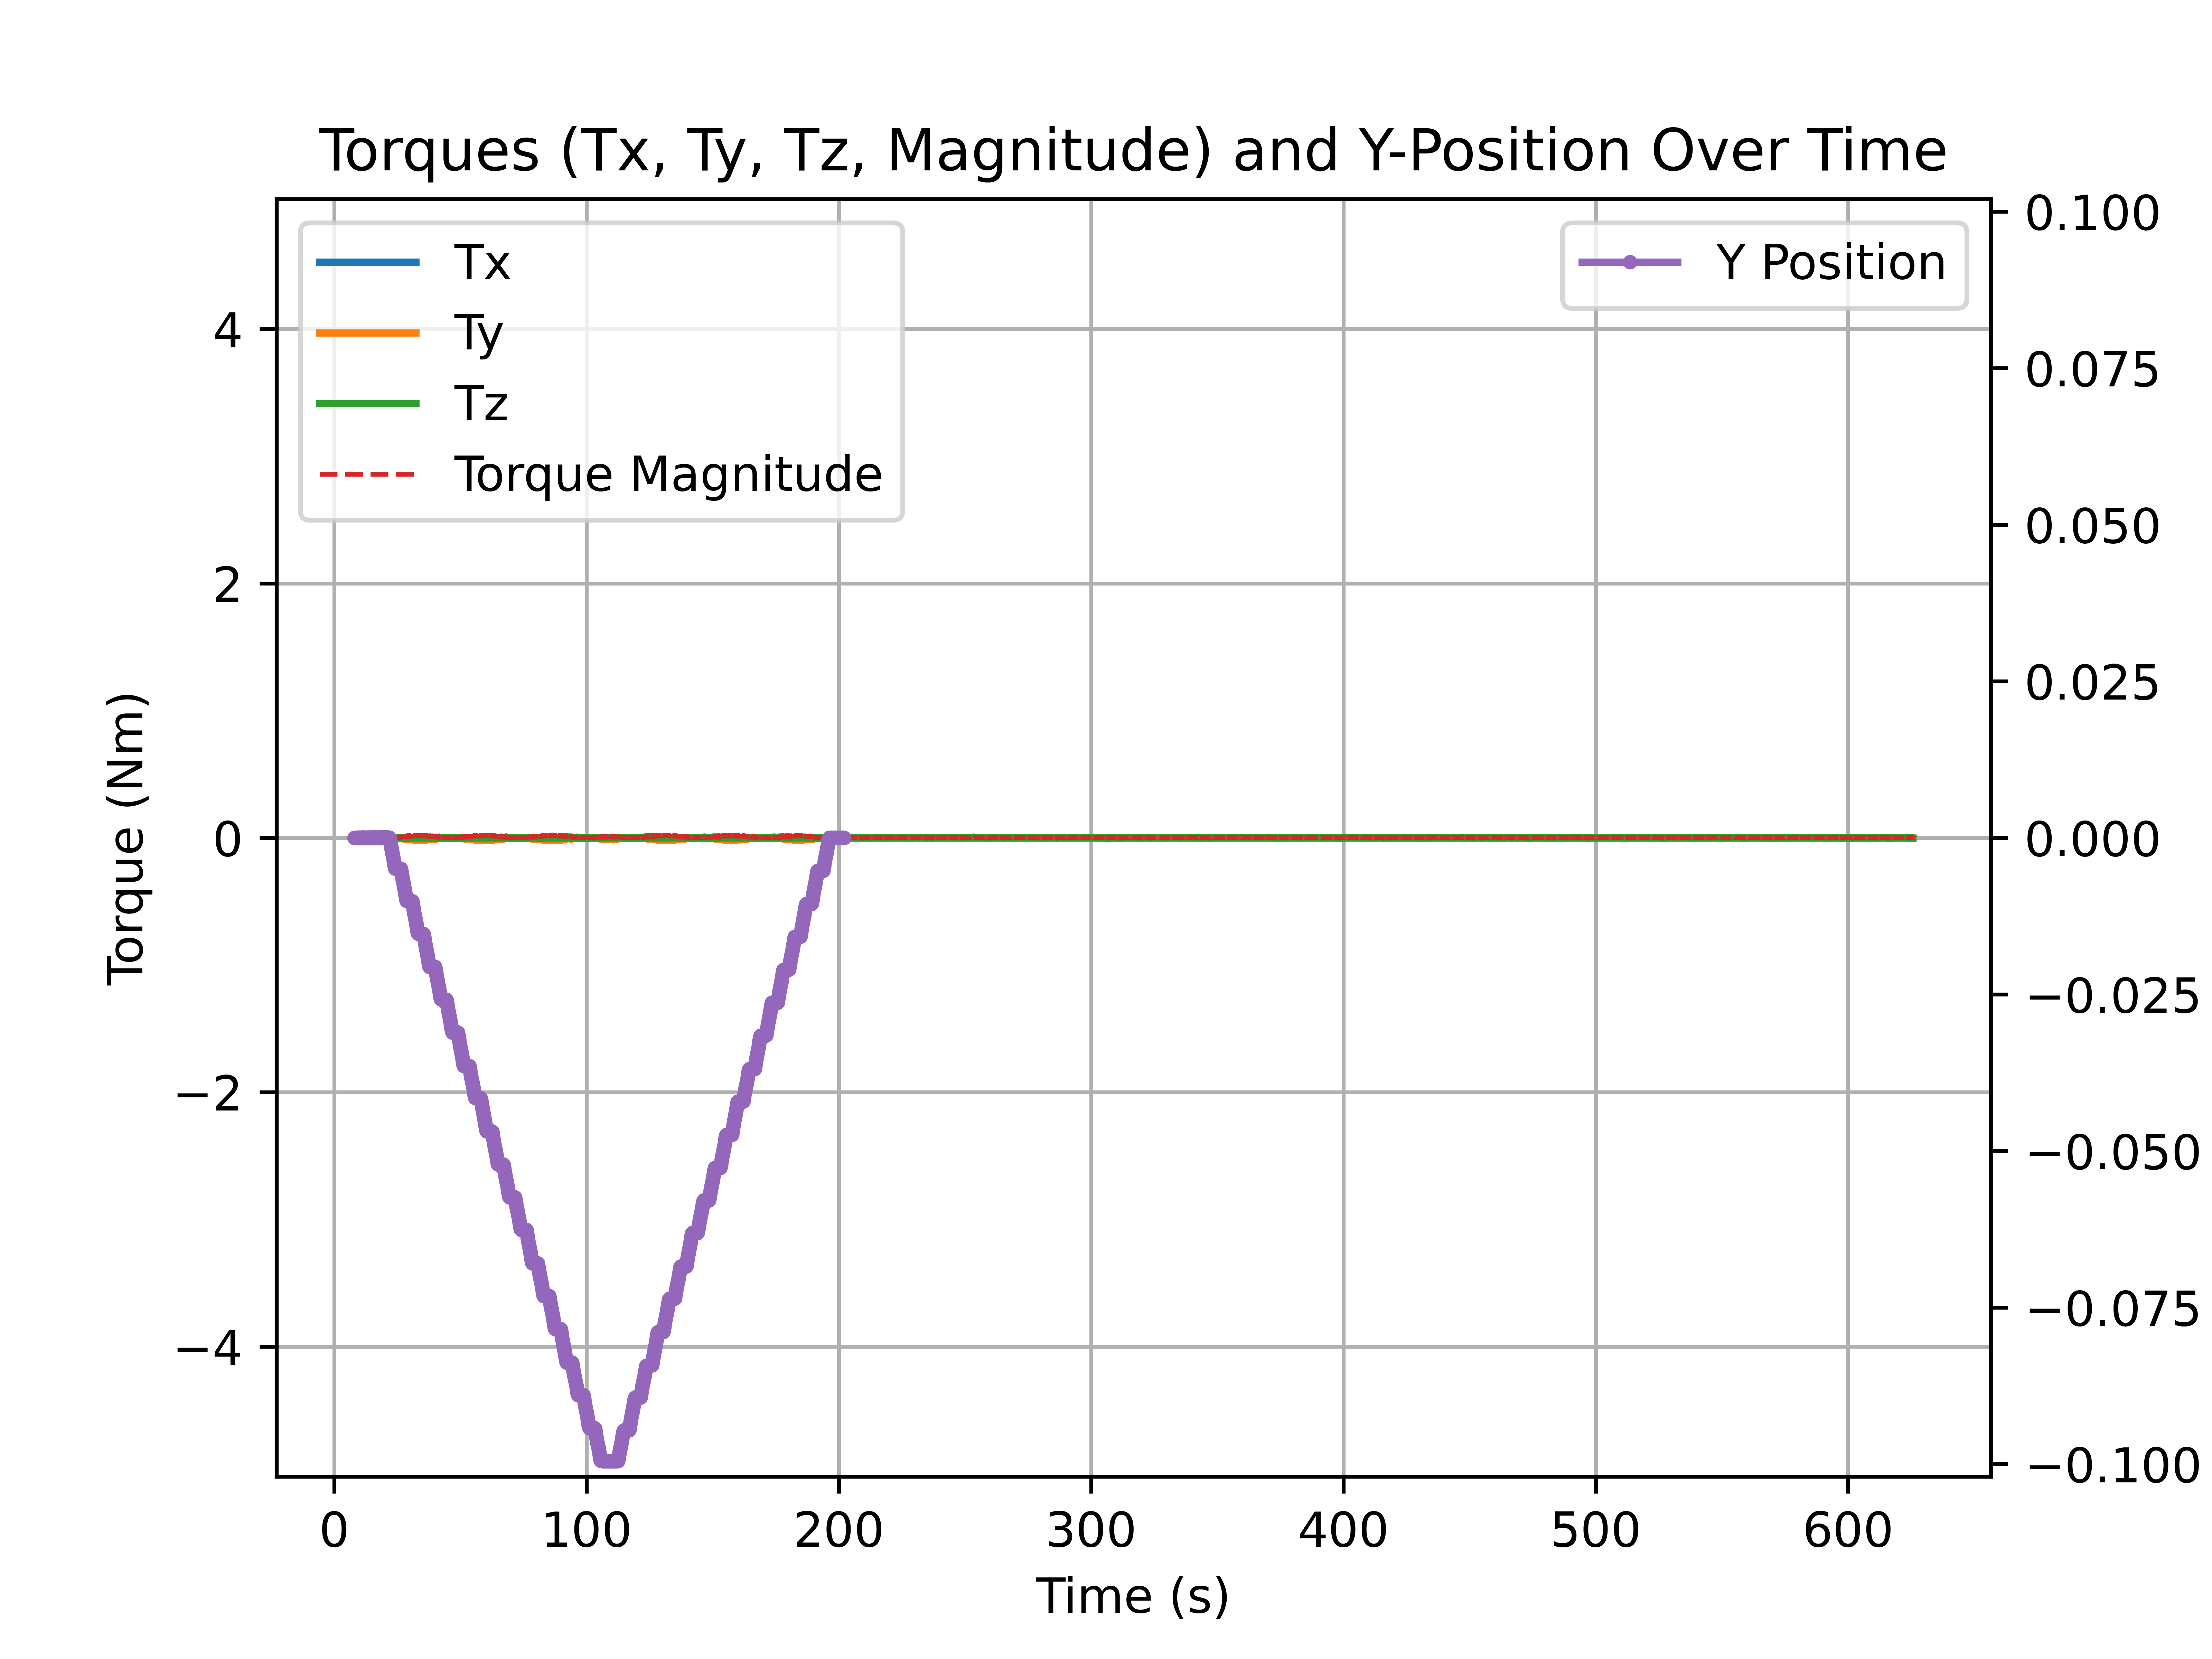 Torques (Tx, Ty, Tz, Magnitude) and Y-Position Over Time
Tx
Ty
Tz
Torque Magnitude
Y Position
Torque (Nm)
4
2
0
−2
−4
0.100
0.075
0.050
0.025
0.000
−0.025
−0.050
−0.075
−0.100
0 100 200 300 400 500 600
Time (s)